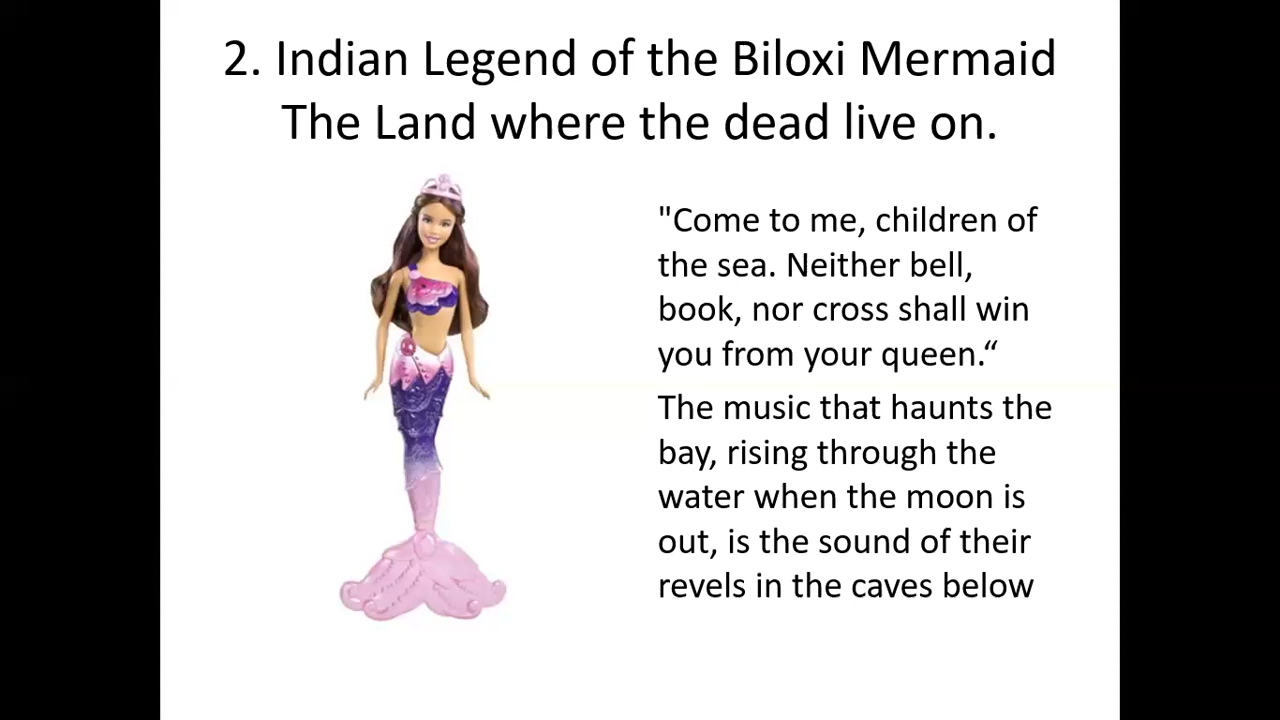 2. Indian Legend of the Biloxi Mermaid
The Land where the dead live on.
"Come to me, children of
the sea. Neither bell,
book, nor cross shall win
you from your queen.“
The music that haunts the
bay, rising through the
water when the moon is
out, is the sound of their
revels in the caves below